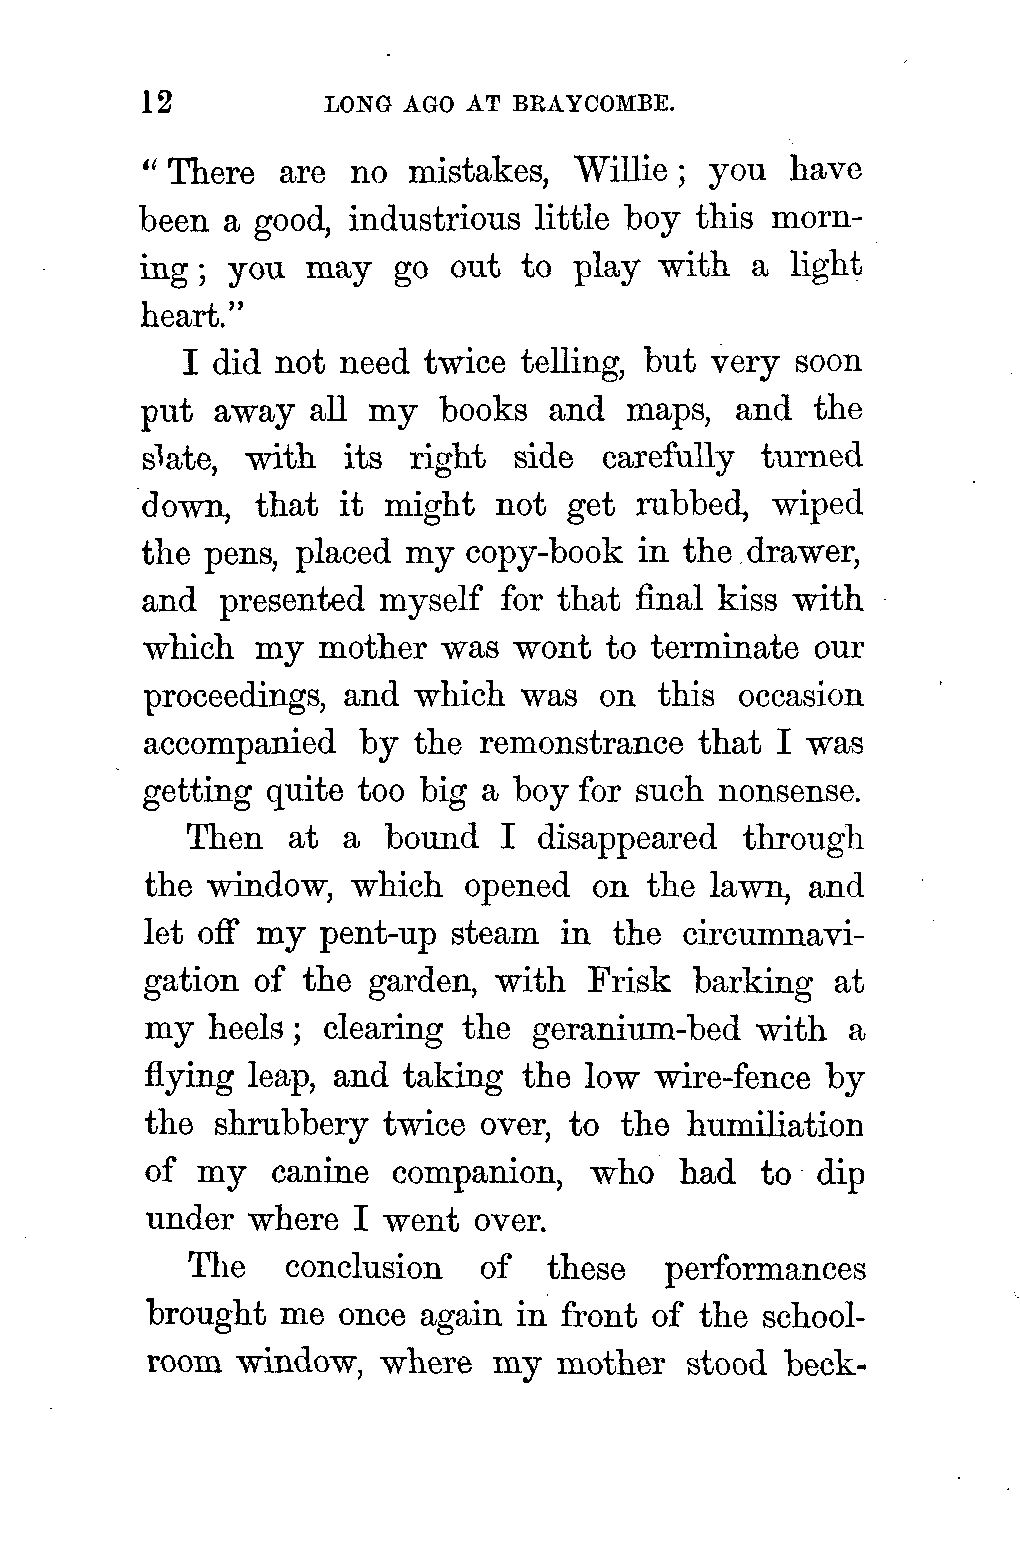 12 LONG AGO AT BRAYCOMBE.
“ There are no mistakes, Willie ; you have
been a good, industrious little boy this morn-
ing ; you may go out to play with a light
heart.”
I did not need twice telling, but very soon
put away all my books and maps, and the
slate, with its right side carefully turned
down, that it might not get rubbed, wiped
the pens, placed my copy-book in the drawer,
and presented myself for that final kiss with
which my mother was wont to terminate our
proceedings, and which was on this occasion
accompanied by the remonstrance that I was
getting quite too big a boy for such nonsense.
Then at a bound I disappeared through
the window, which opened on the lawn, and
let off my pent-up steam in the circumnavi-
gation of the garden, with Frisk barking at
my heels ; clearing the geranium-bed with a
flying leap, and taking the low wire-fence by
the shrubbery twice over, to the humiliation
of my canine companion, who had to dip
under where I went over.
The conclusion of these performances
brought me once again in front of the school-
room window, where my mother stood beck-